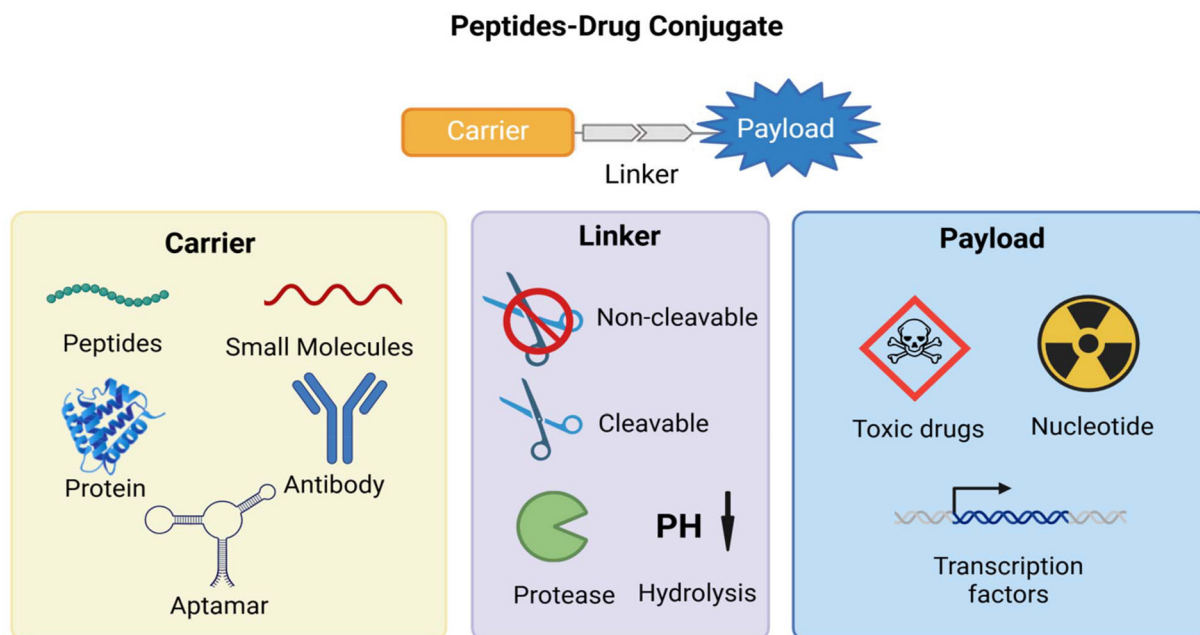 Peptides-Drug Conjugate
Carrier
Payload
Linker
Carrier
Peptides
Small Molecules
Protein
Antibody
Aptamar
Linker
Non-cleavable
Cleavable
PH
Protease
Hydrolysis
Payload
Toxic drugs
Nucleotide
Transcription
factors